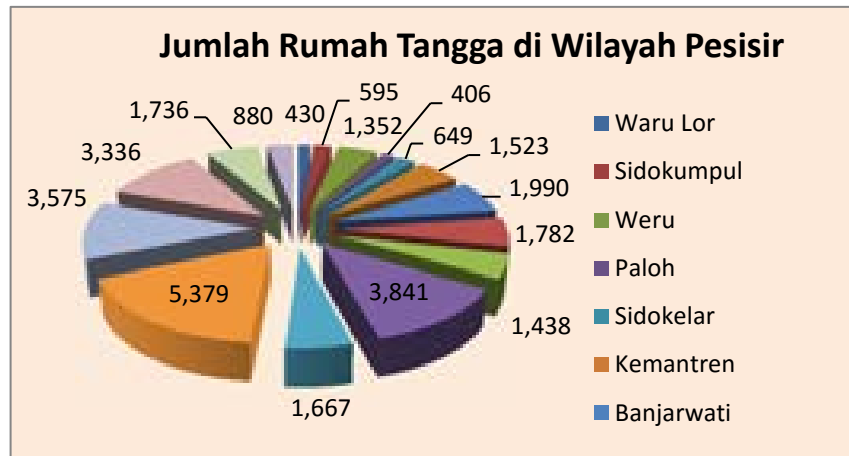 Jumlah Rumah Tangga di Wilayah Pesisir
430
595
1,352
406
649
1,523
1,990
1,782
1,438
3,841
1,667
5,379
3,575
3,336
1,736
880
Waru Lor
Sidokumpul
Weru
Paloh
Sidokelar
Kemantren
Banjarwati